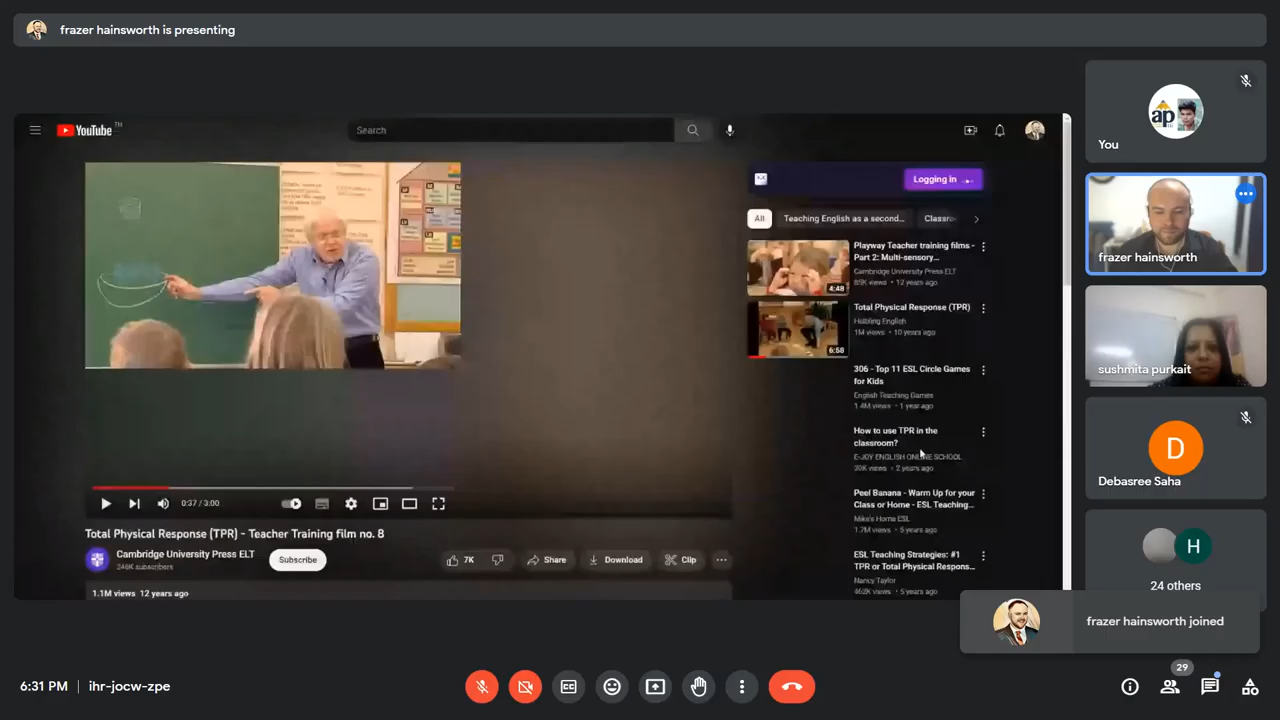 frazer hainsworth is presenting
YouTube
TM
Search
Logging in
All
Teaching English as a second...
Classro
Playway Teacher training films -
Part 2: Multi-sensory...
Cambridge University Press ELT
12 years ago
4:48
Total Physical Response (TPR)
Helbling English
1M views • 10 years ago
6:58
306 - Top 11 ESL Circle Games
for Kids
English Teaching Games
1.4M views • 1 year ago
How to use TPR in the
classroom?
E-JOY ENGLISH ONLINE SCHOOL
30K views • 2 years ago
Peel Banana - Warm Up for your
Class or Home - ESL Teaching...
Mike's Home ESL
1.7M views • 5 years ago
ESL Teaching Strategies: #1
TPR or Total Physical Respons...
Nancy Taylor
462K views • 5 years ago
0:37 / 3:00
Total Physical Response (TPR) - Teacher Training film no. 8
Cambridge University Press ELT
246K subscribers
Subscribe
7K
Share
Download
Clip
1.1M views 12 years ago
ap
You
frazer hainsworth
sushmita purkait
D
Debasree Saha
H
24 others
frazer hainsworth joined
6:31 PM | ihr-jocw-zpe
CC
29